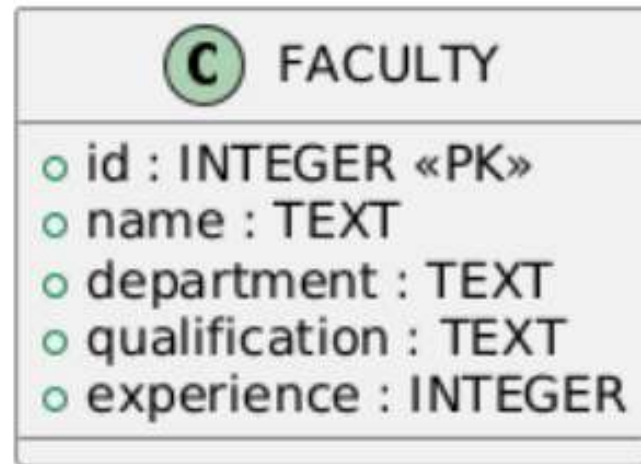 C FACULTY
id : INTEGER «PK»
name : TEXT
department : TEXT
qualification : TEXT
experience : INTEGER